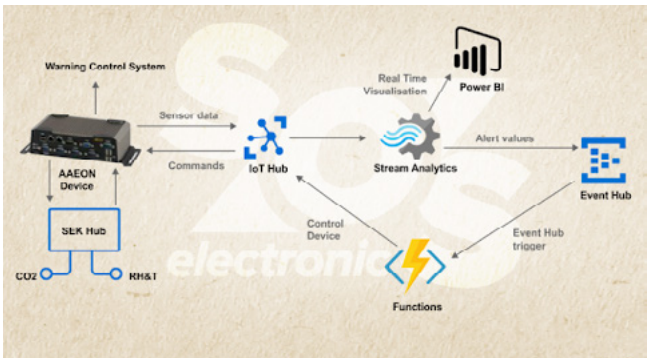 Warning Control System
Sensor data
Commands
AAEON
Device
SEK Hub
CO2
RH&T
IoT Hub
Real Time
Visualisation
Power BI
Stream Analytics
Alert values
Event Hub
Event Hub
trigger
Control
Device
Functions
SOS
electronic